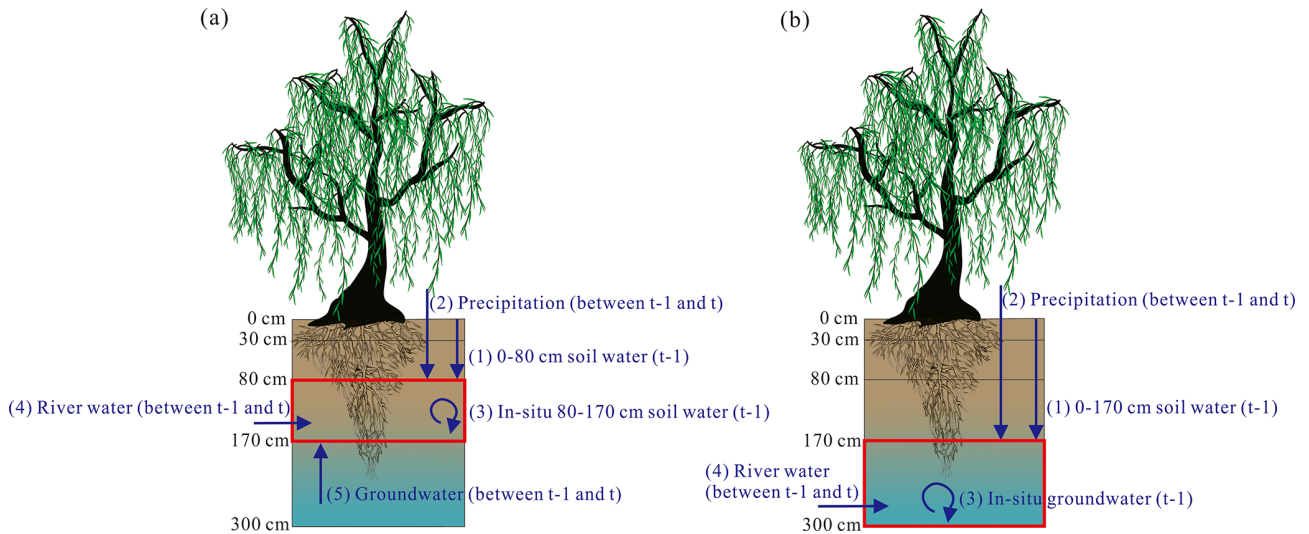 (a)
(2) Precipitation (between t-1 and t)
0 cm
30 cm
(1) 0-80 cm soil water (t-1)
80 cm
(4) River water (between t-1 and t)
(3) In-situ 80-170 cm soil water (t-1)
170 cm
(5) Groundwater (between t-1 and t)
300 cm
(b)
(2) Precipitation (between t-1 and t)
0 cm
30 cm
80 cm
(1) 0-170 cm soil water (t-1)
170 cm
(4) River water
(between t-1 and t)
(3) In-situ groundwater (t-1)
300 cm